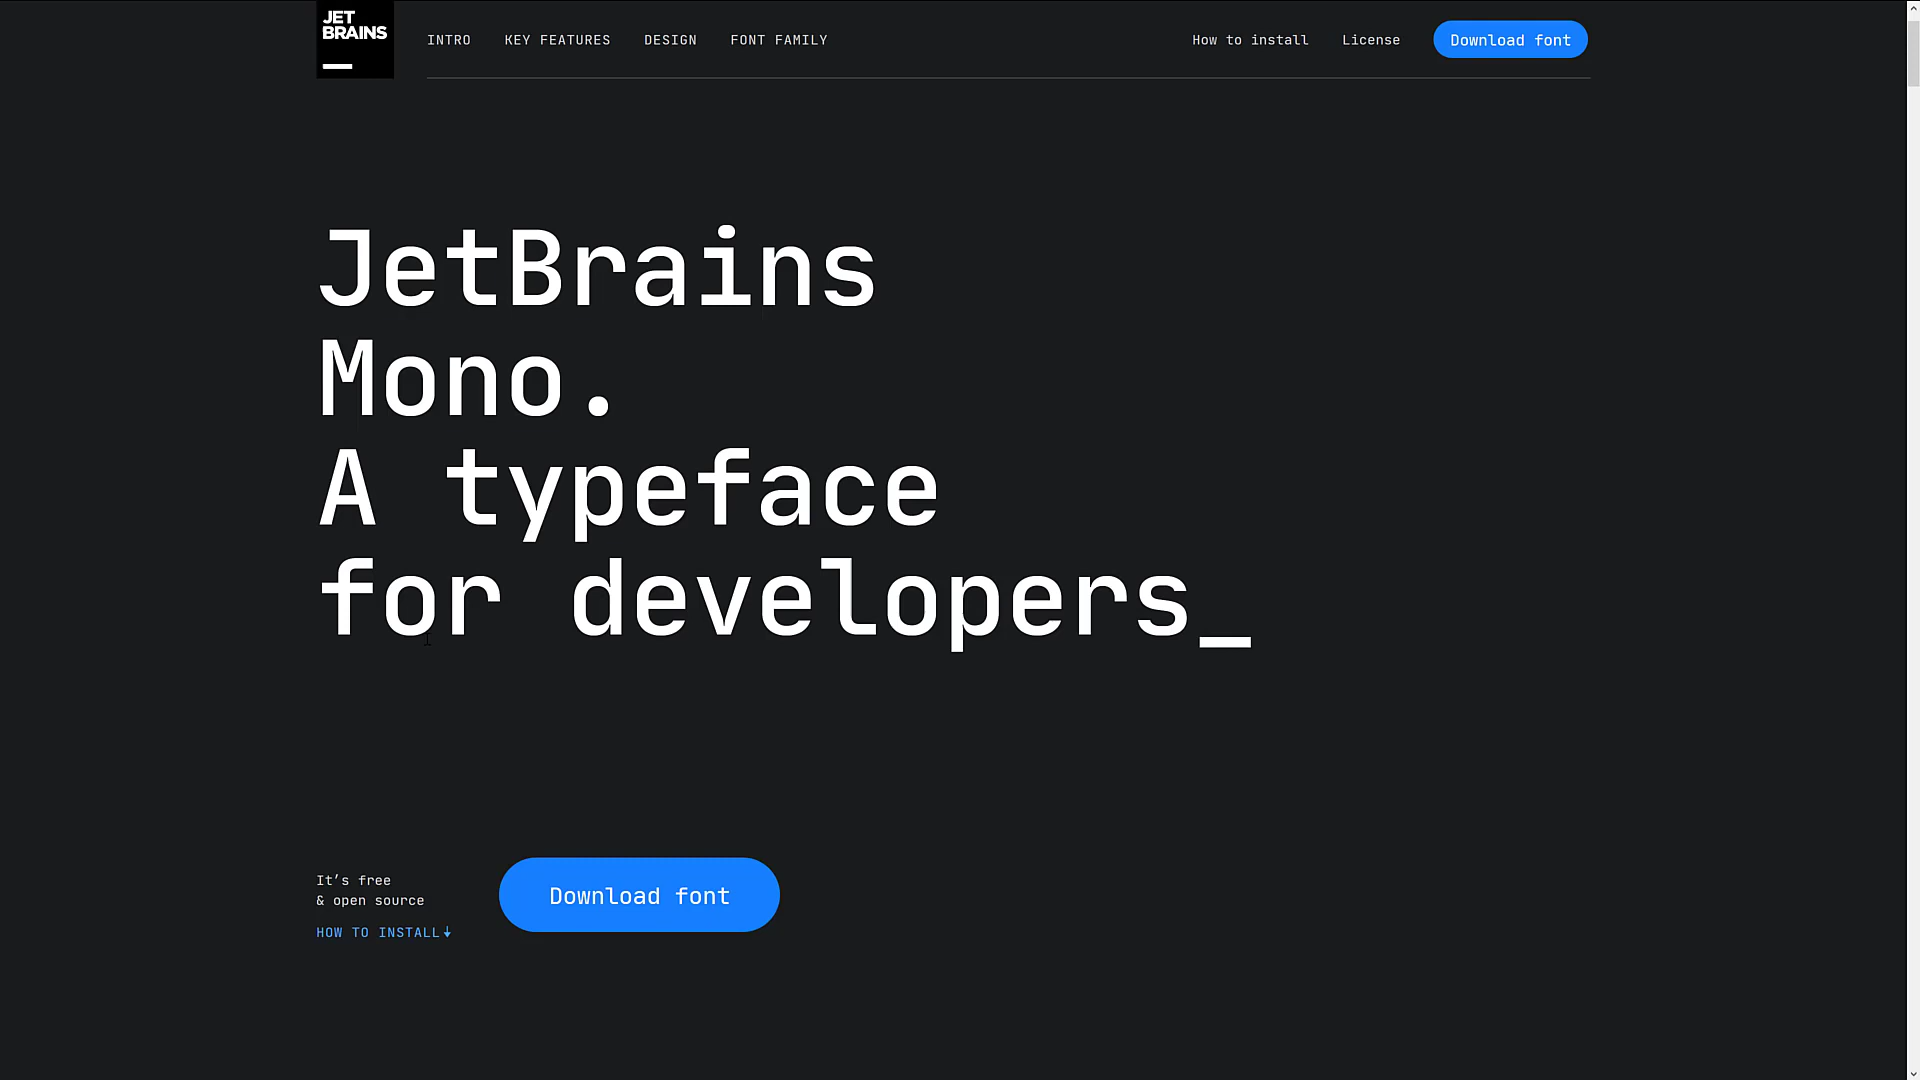 JET
BRAINS
INTRO KEY FEATURES DESIGN FONT FAMILY How to install License Download font
JetBrains
Mono.
A typeface
for developers_
It’s free
& open source
HOW TO INSTALL↓
Download font